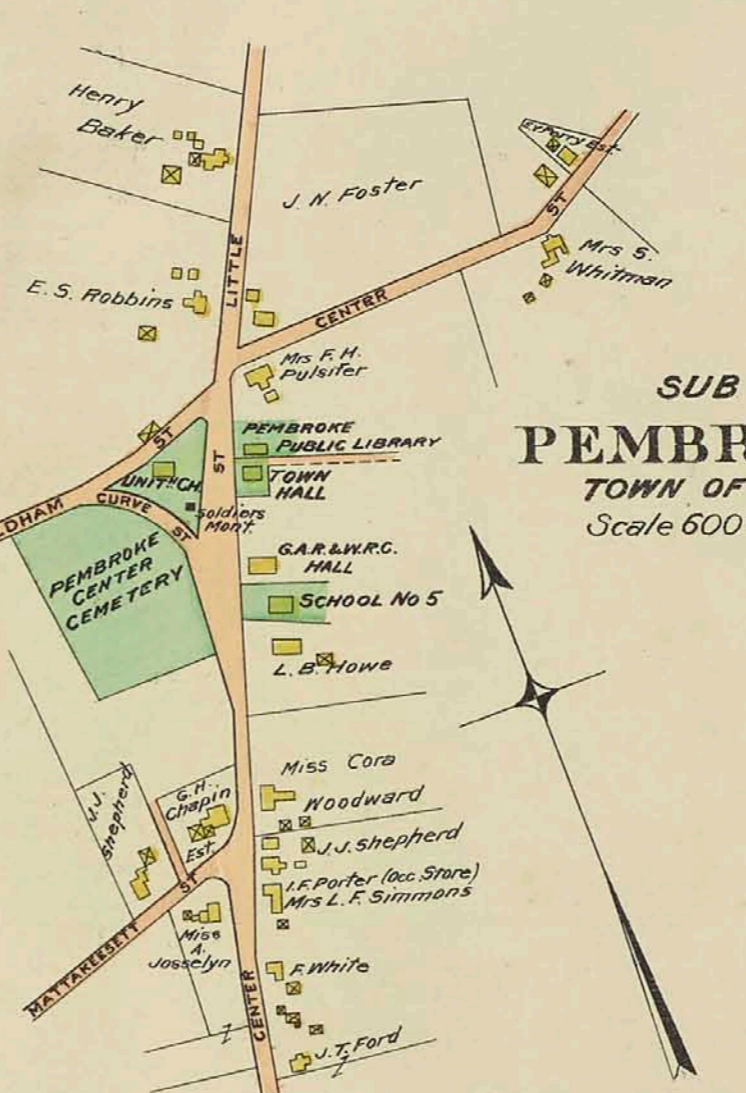 Henry
Baker
E.Y. Perry Est.
J. N. Foster
ST
Mrs S.
Whitman
LITTLE
E. S. Robbins
CENTER
Mrs F. H.
Pulsifer
SUB
PEMBR
TOWN OF
Scale 600
ST
ST
PEMBROKE
PUBLIC LIBRARY
UNIT'N CH.
TOWN
HALL
LDHAM
CURVE
ST
Soldiers
Mon't.
G.A.R. & W.R.C.
HALL
PEMBROKE
CENTER
CEMETERY
SCHOOL No 5
L. B. Howe
Miss Cora
Woodward
J. J.
Shepherd
G. H.
Chapin
Est.
J. J. Shepherd
I. F. Porter (Occ. Store)
Mrs L. F. Simmons
ST
MATTAKEESETT
Miss
A.
Josselyn
F. White
CENTER
J. T. Ford